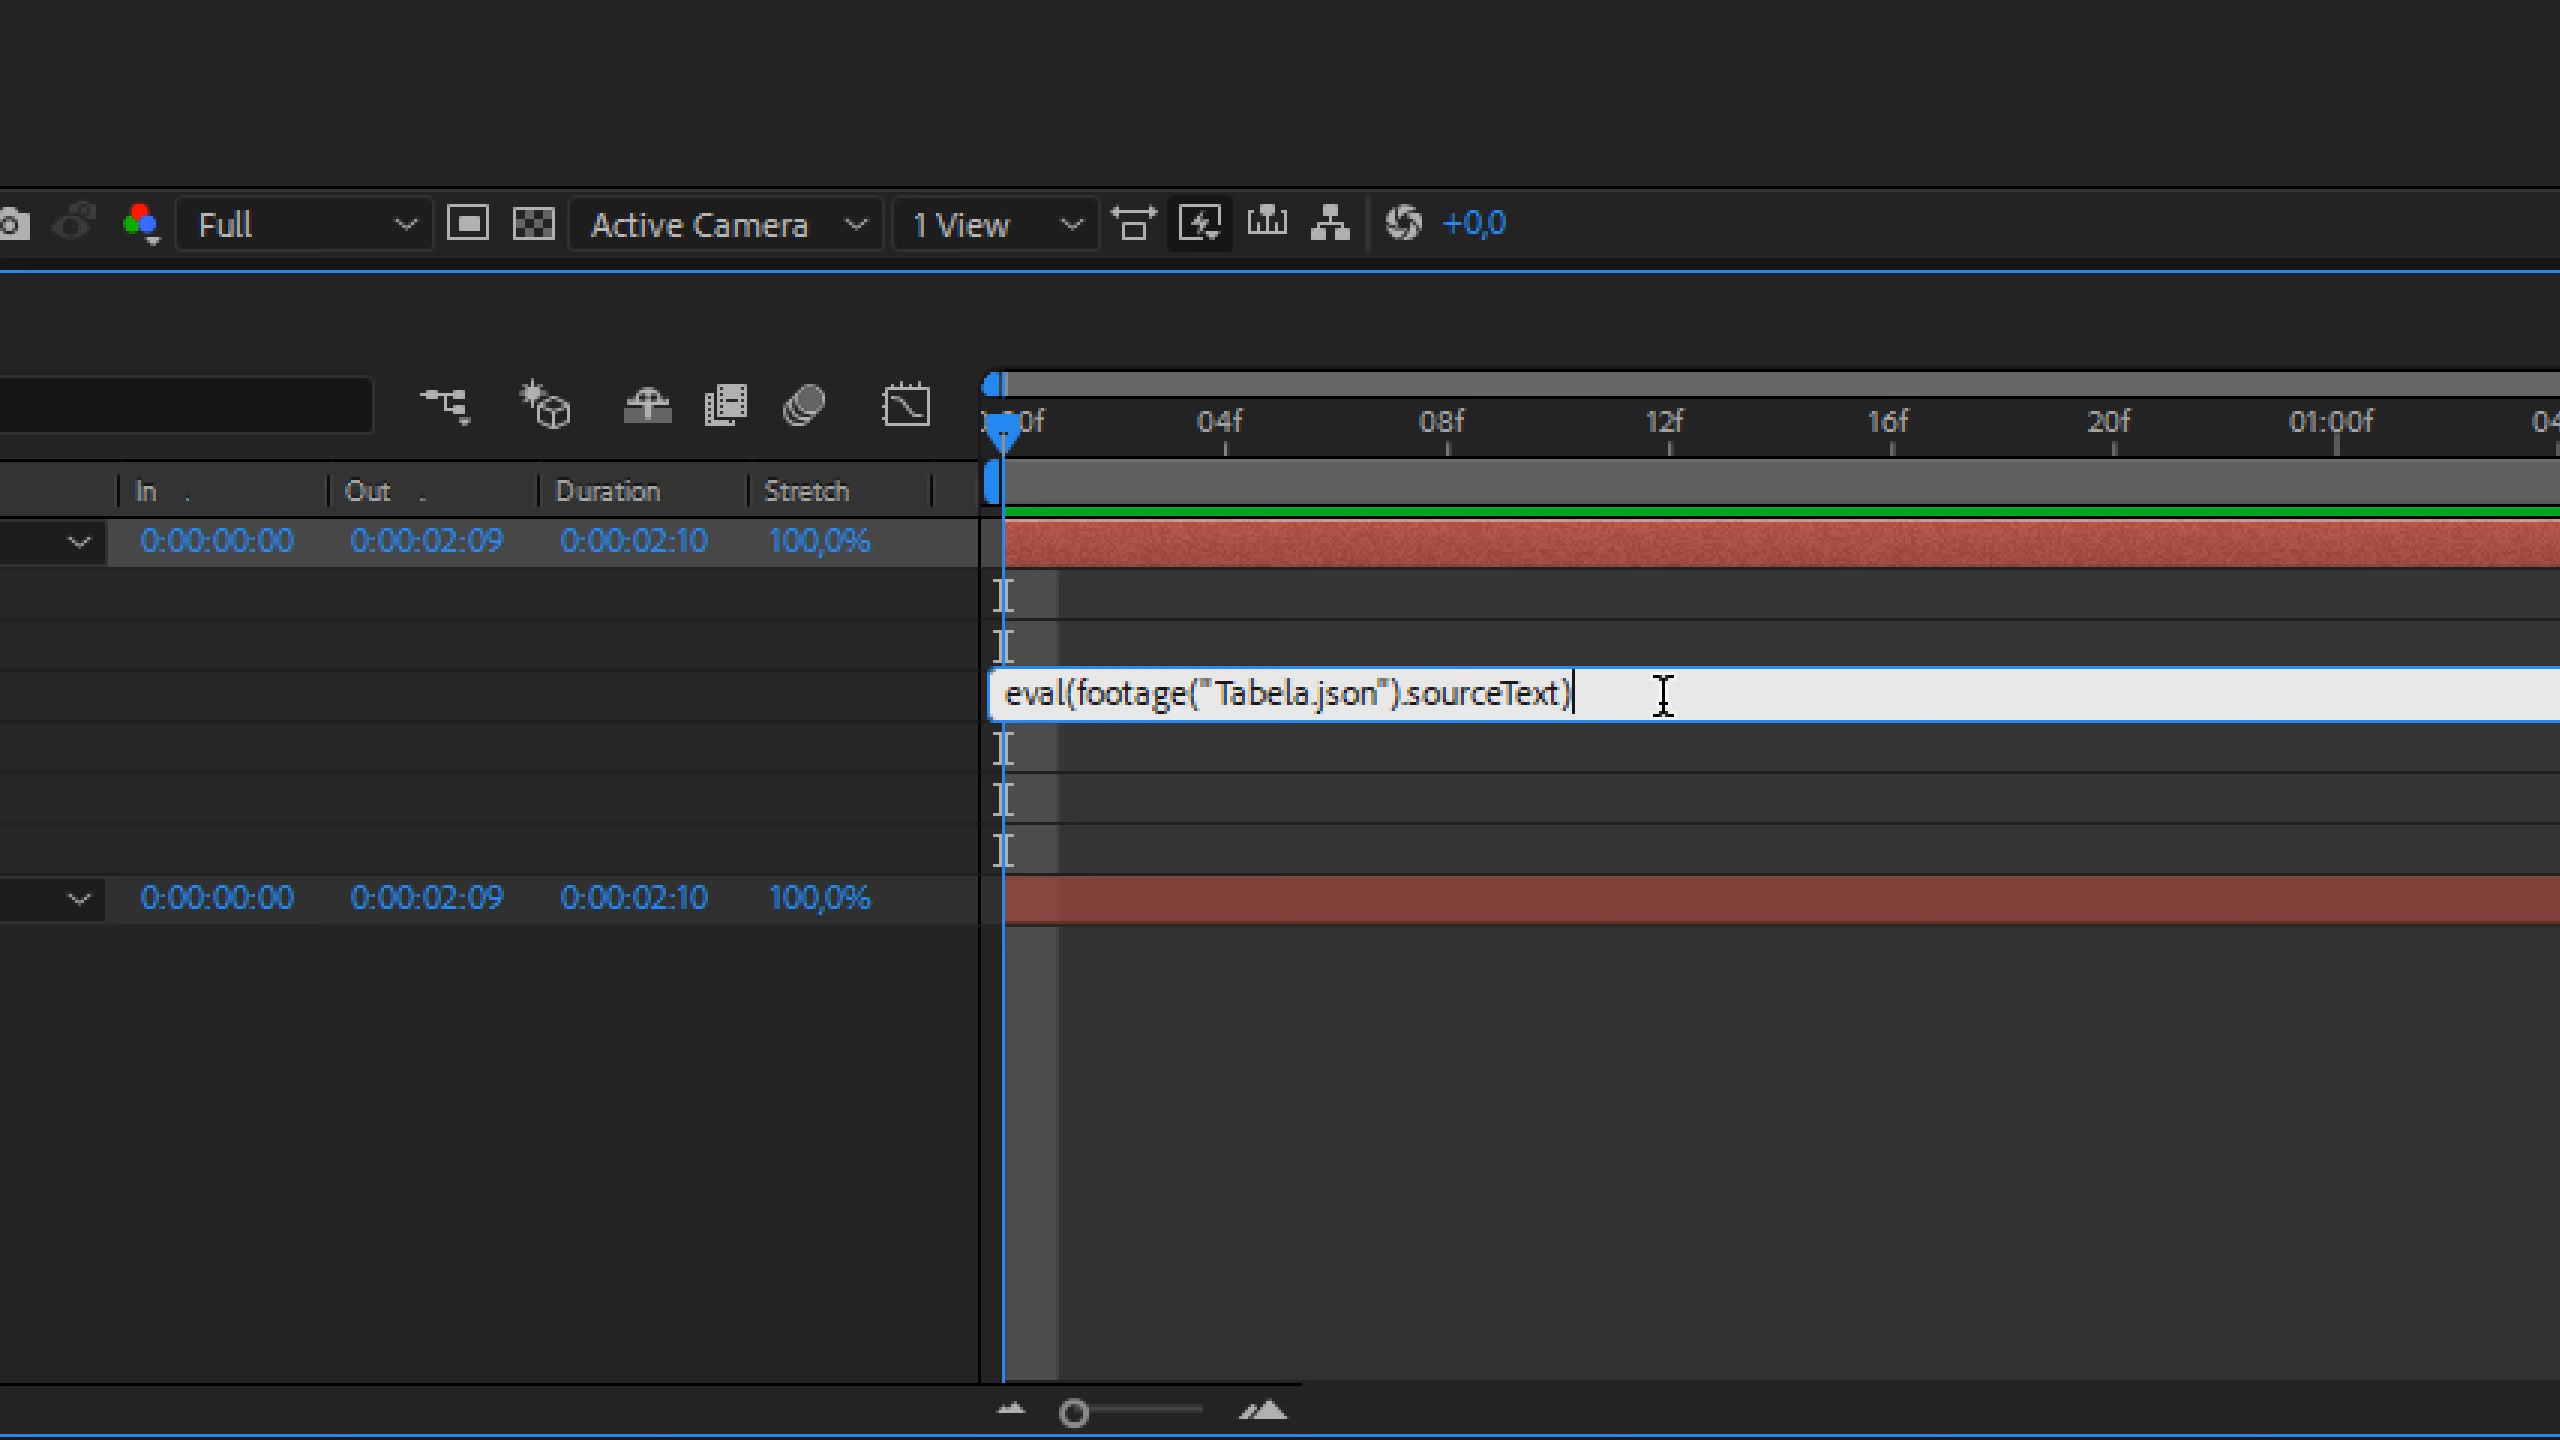 Full Active Camera 1 View +0,0
04f 08f 12f 16f 20f 01:00f
In Out Duration Stretch
0:00:00:00 0:00:02:09 0:00:02:10 100,0%
eval(footage("Tabela.json").sourceText)
0:00:00:00 0:00:02:09 0:00:02:10 100,0%